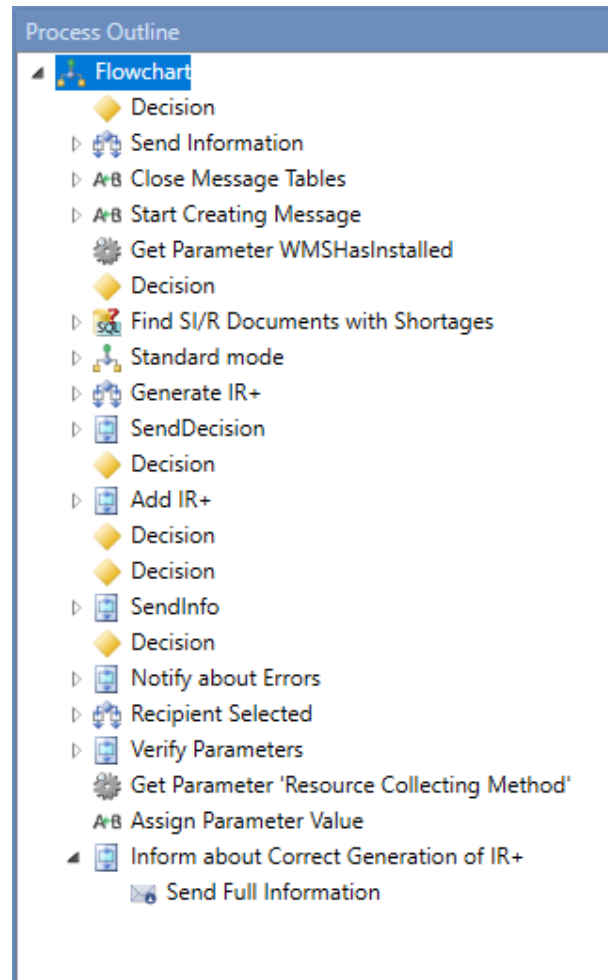 Process Outline
Flowchart
Decision
Send Information
A+B Close Message Tables
A+B Start Creating Message
Get Parameter WMSHasInstalled
Decision
SQL Find SI/R Documents with Shortages
Standard mode
Generate IR+
SendDecision
Decision
Add IR+
Decision
Decision
SendInfo
Decision
Notify about Errors
Recipient Selected
Verify Parameters
Get Parameter 'Resource Collecting Method'
A+B Assign Parameter Value
Inform about Correct Generation of IR+
Send Full Information